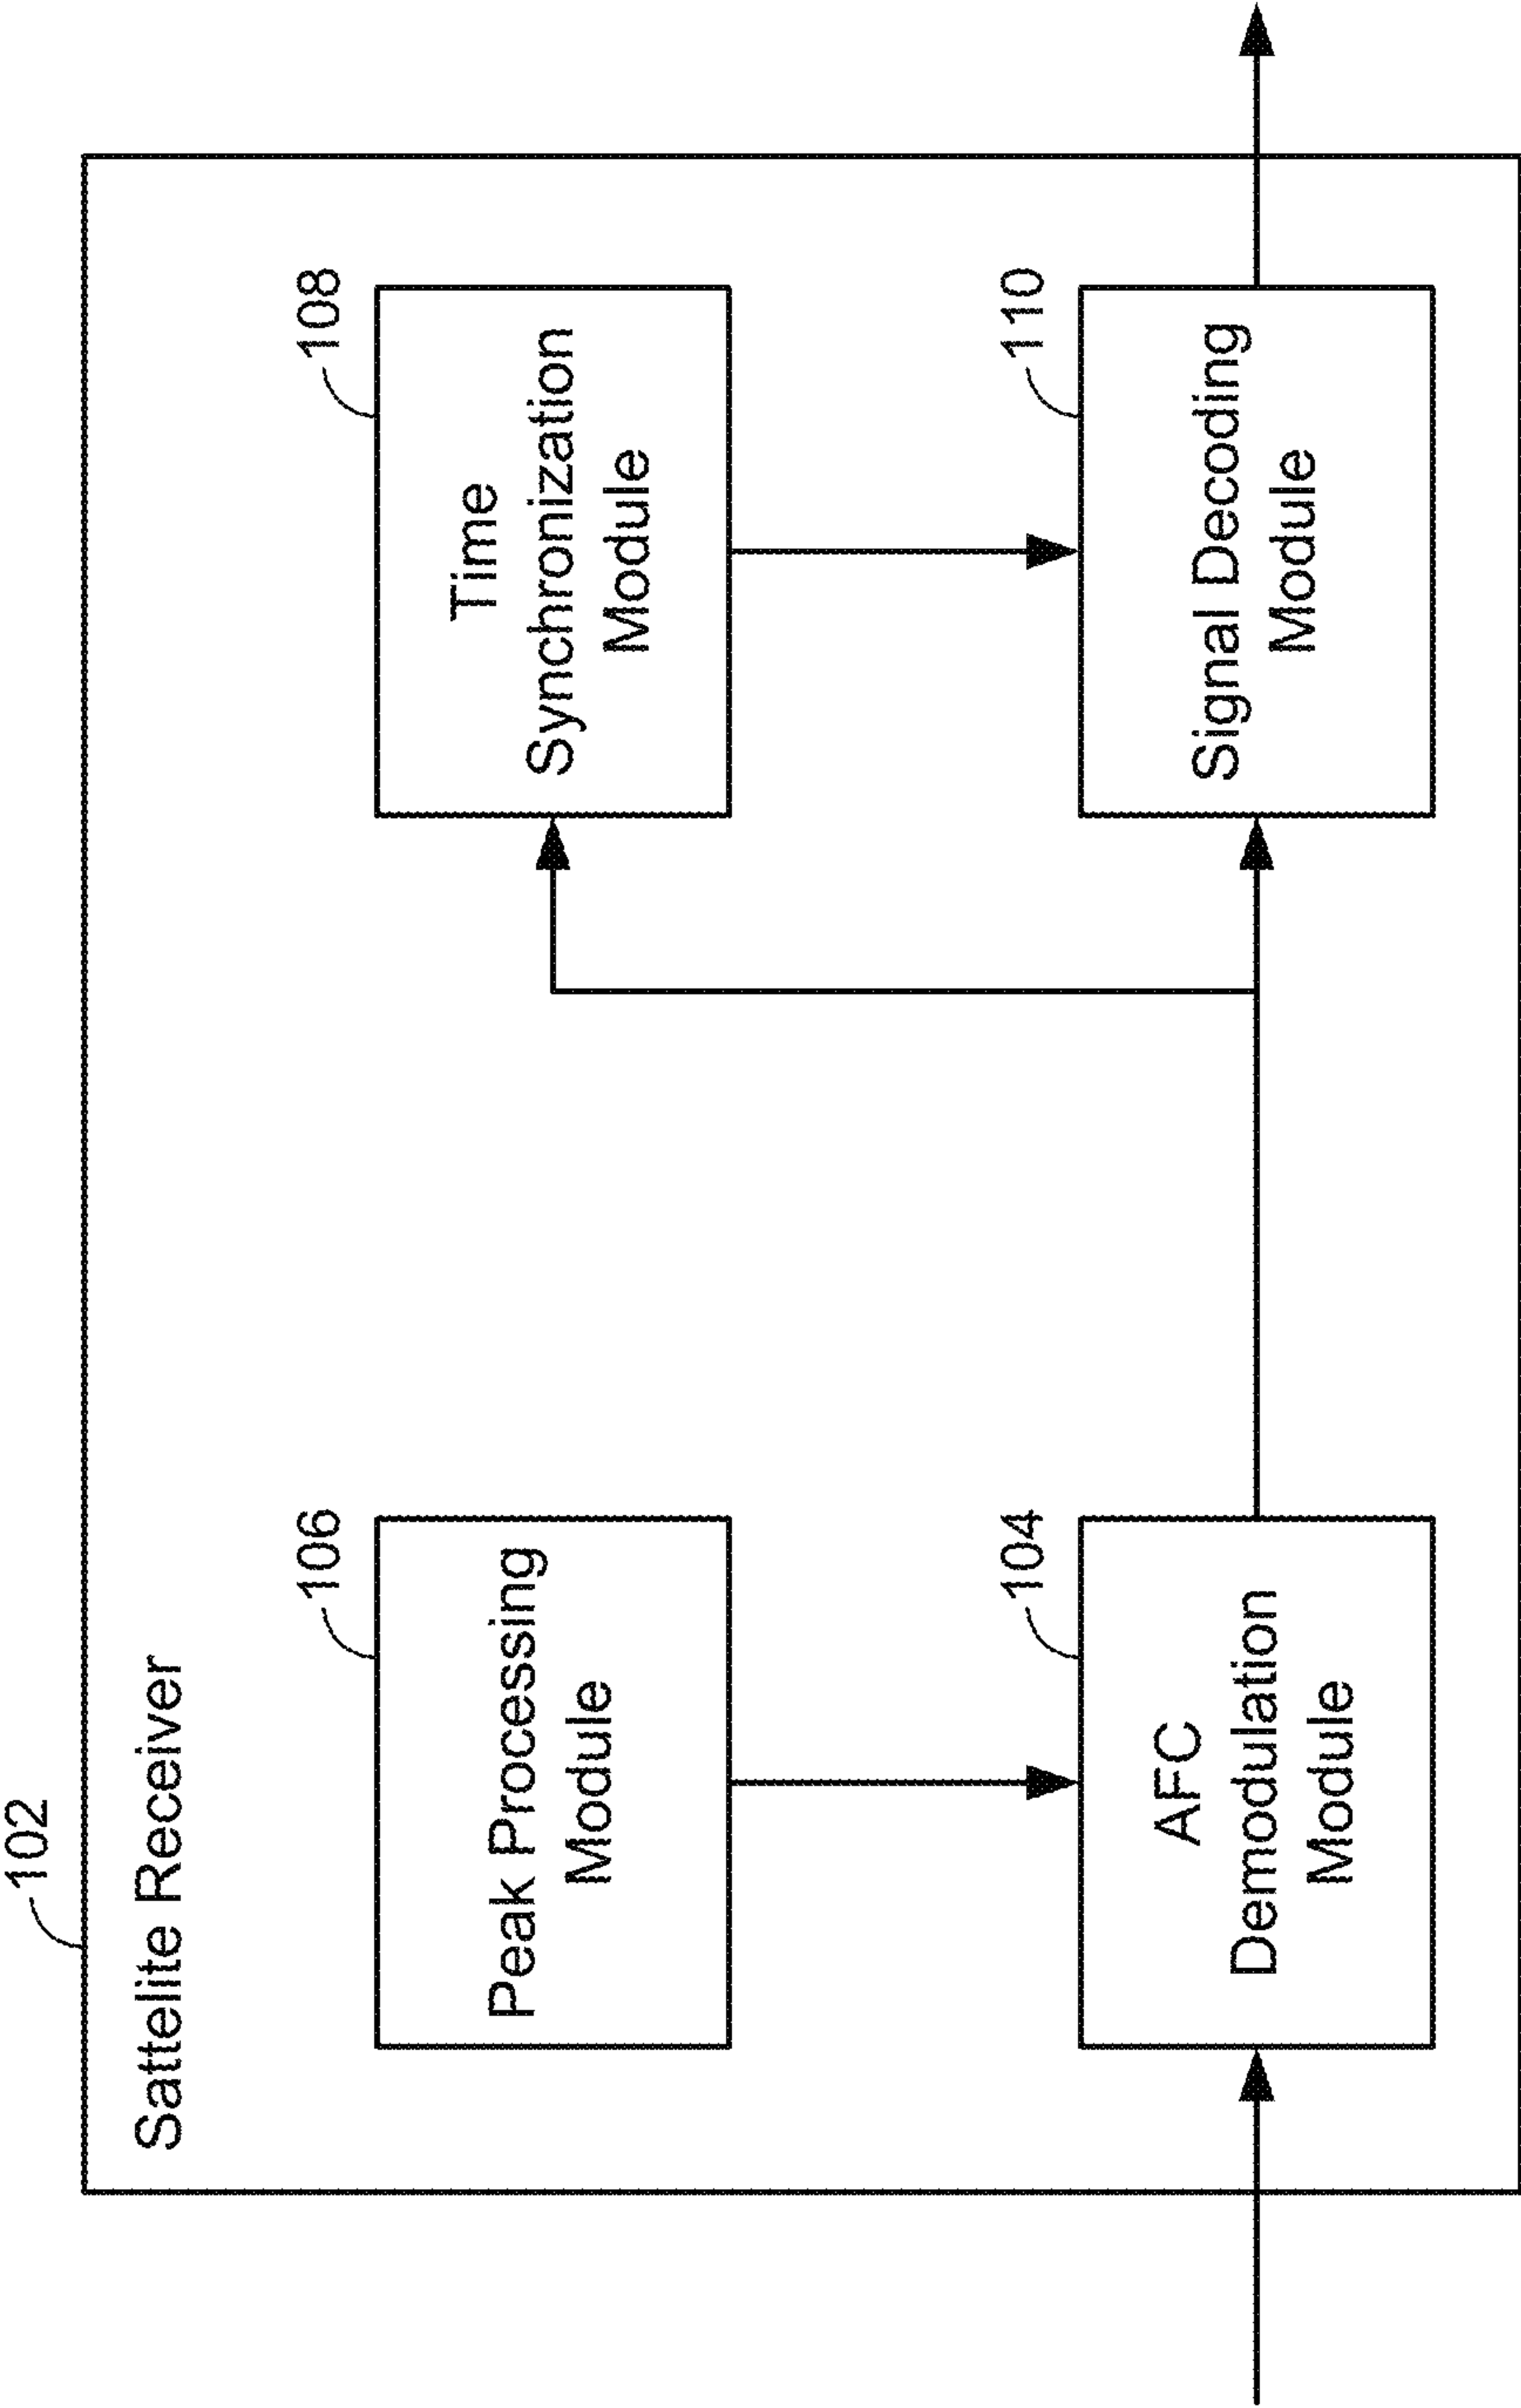 102
Sattelite Receiver
106
Peak Processing
Module
108
Time
Synchronization
Module
104
AFC
Demodulation
Module
110
Signal Decoding
Module